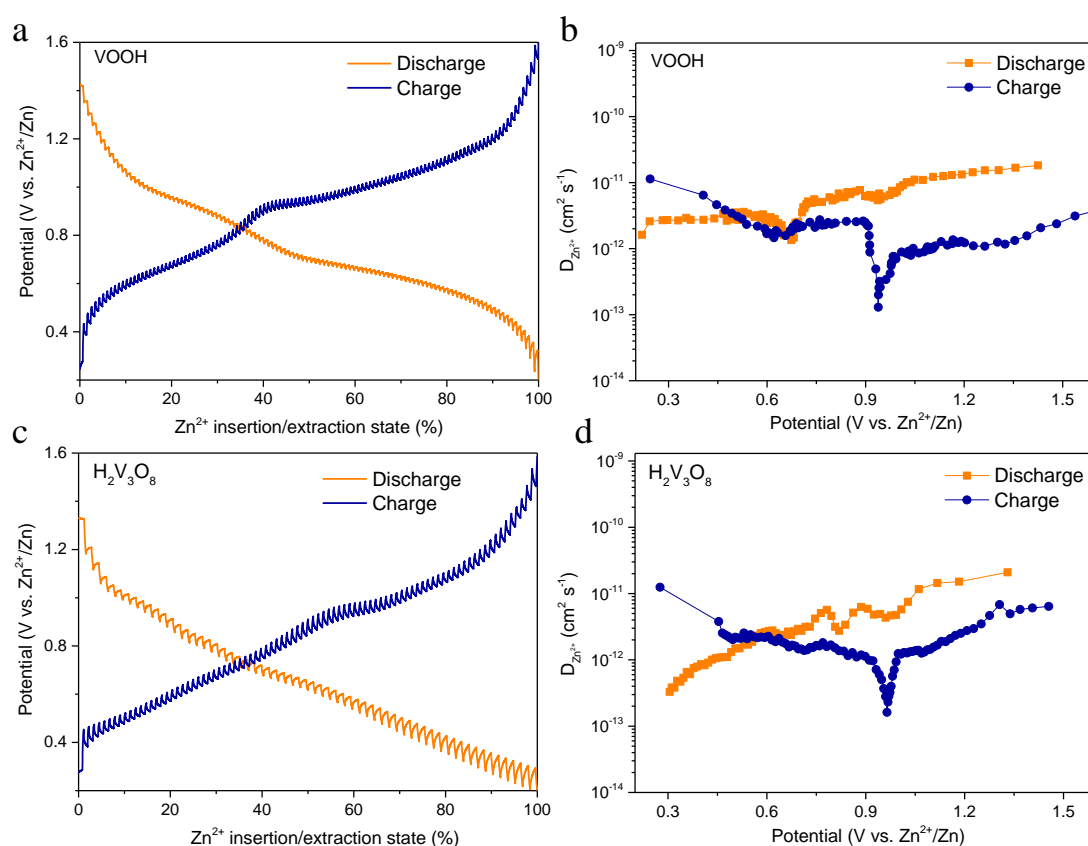 a
VOOH
Discharge
Charge
1.6
1.2
0.8
0.4
Potential (V vs. Zn²⁺/Zn)
0 20 40 60 80 100
Zn²⁺ insertion/extraction state (%)
b
VOOH
Discharge
Charge
10⁻⁹
10⁻¹⁰
10⁻¹¹
10⁻¹²
10⁻¹³
10⁻¹⁴
D_Zn²⁺ (cm² s⁻¹)
0.3 0.6 0.9 1.2 1.5
Potential (V vs. Zn²⁺/Zn)
c
H₂V₃O₈
Discharge
Charge
1.6
1.2
0.8
0.4
Potential (V vs. Zn²⁺/Zn)
0 20 40 60 80 100
Zn²⁺ insertion/extraction state (%)
d
H₂V₃O₈
Discharge
Charge
10⁻⁹
10⁻¹⁰
10⁻¹¹
10⁻¹²
10⁻¹³
10⁻¹⁴
D_Zn²⁺ (cm² s⁻¹)
0.3 0.6 0.9 1.2 1.5
Potential (V vs. Zn²⁺/Zn)